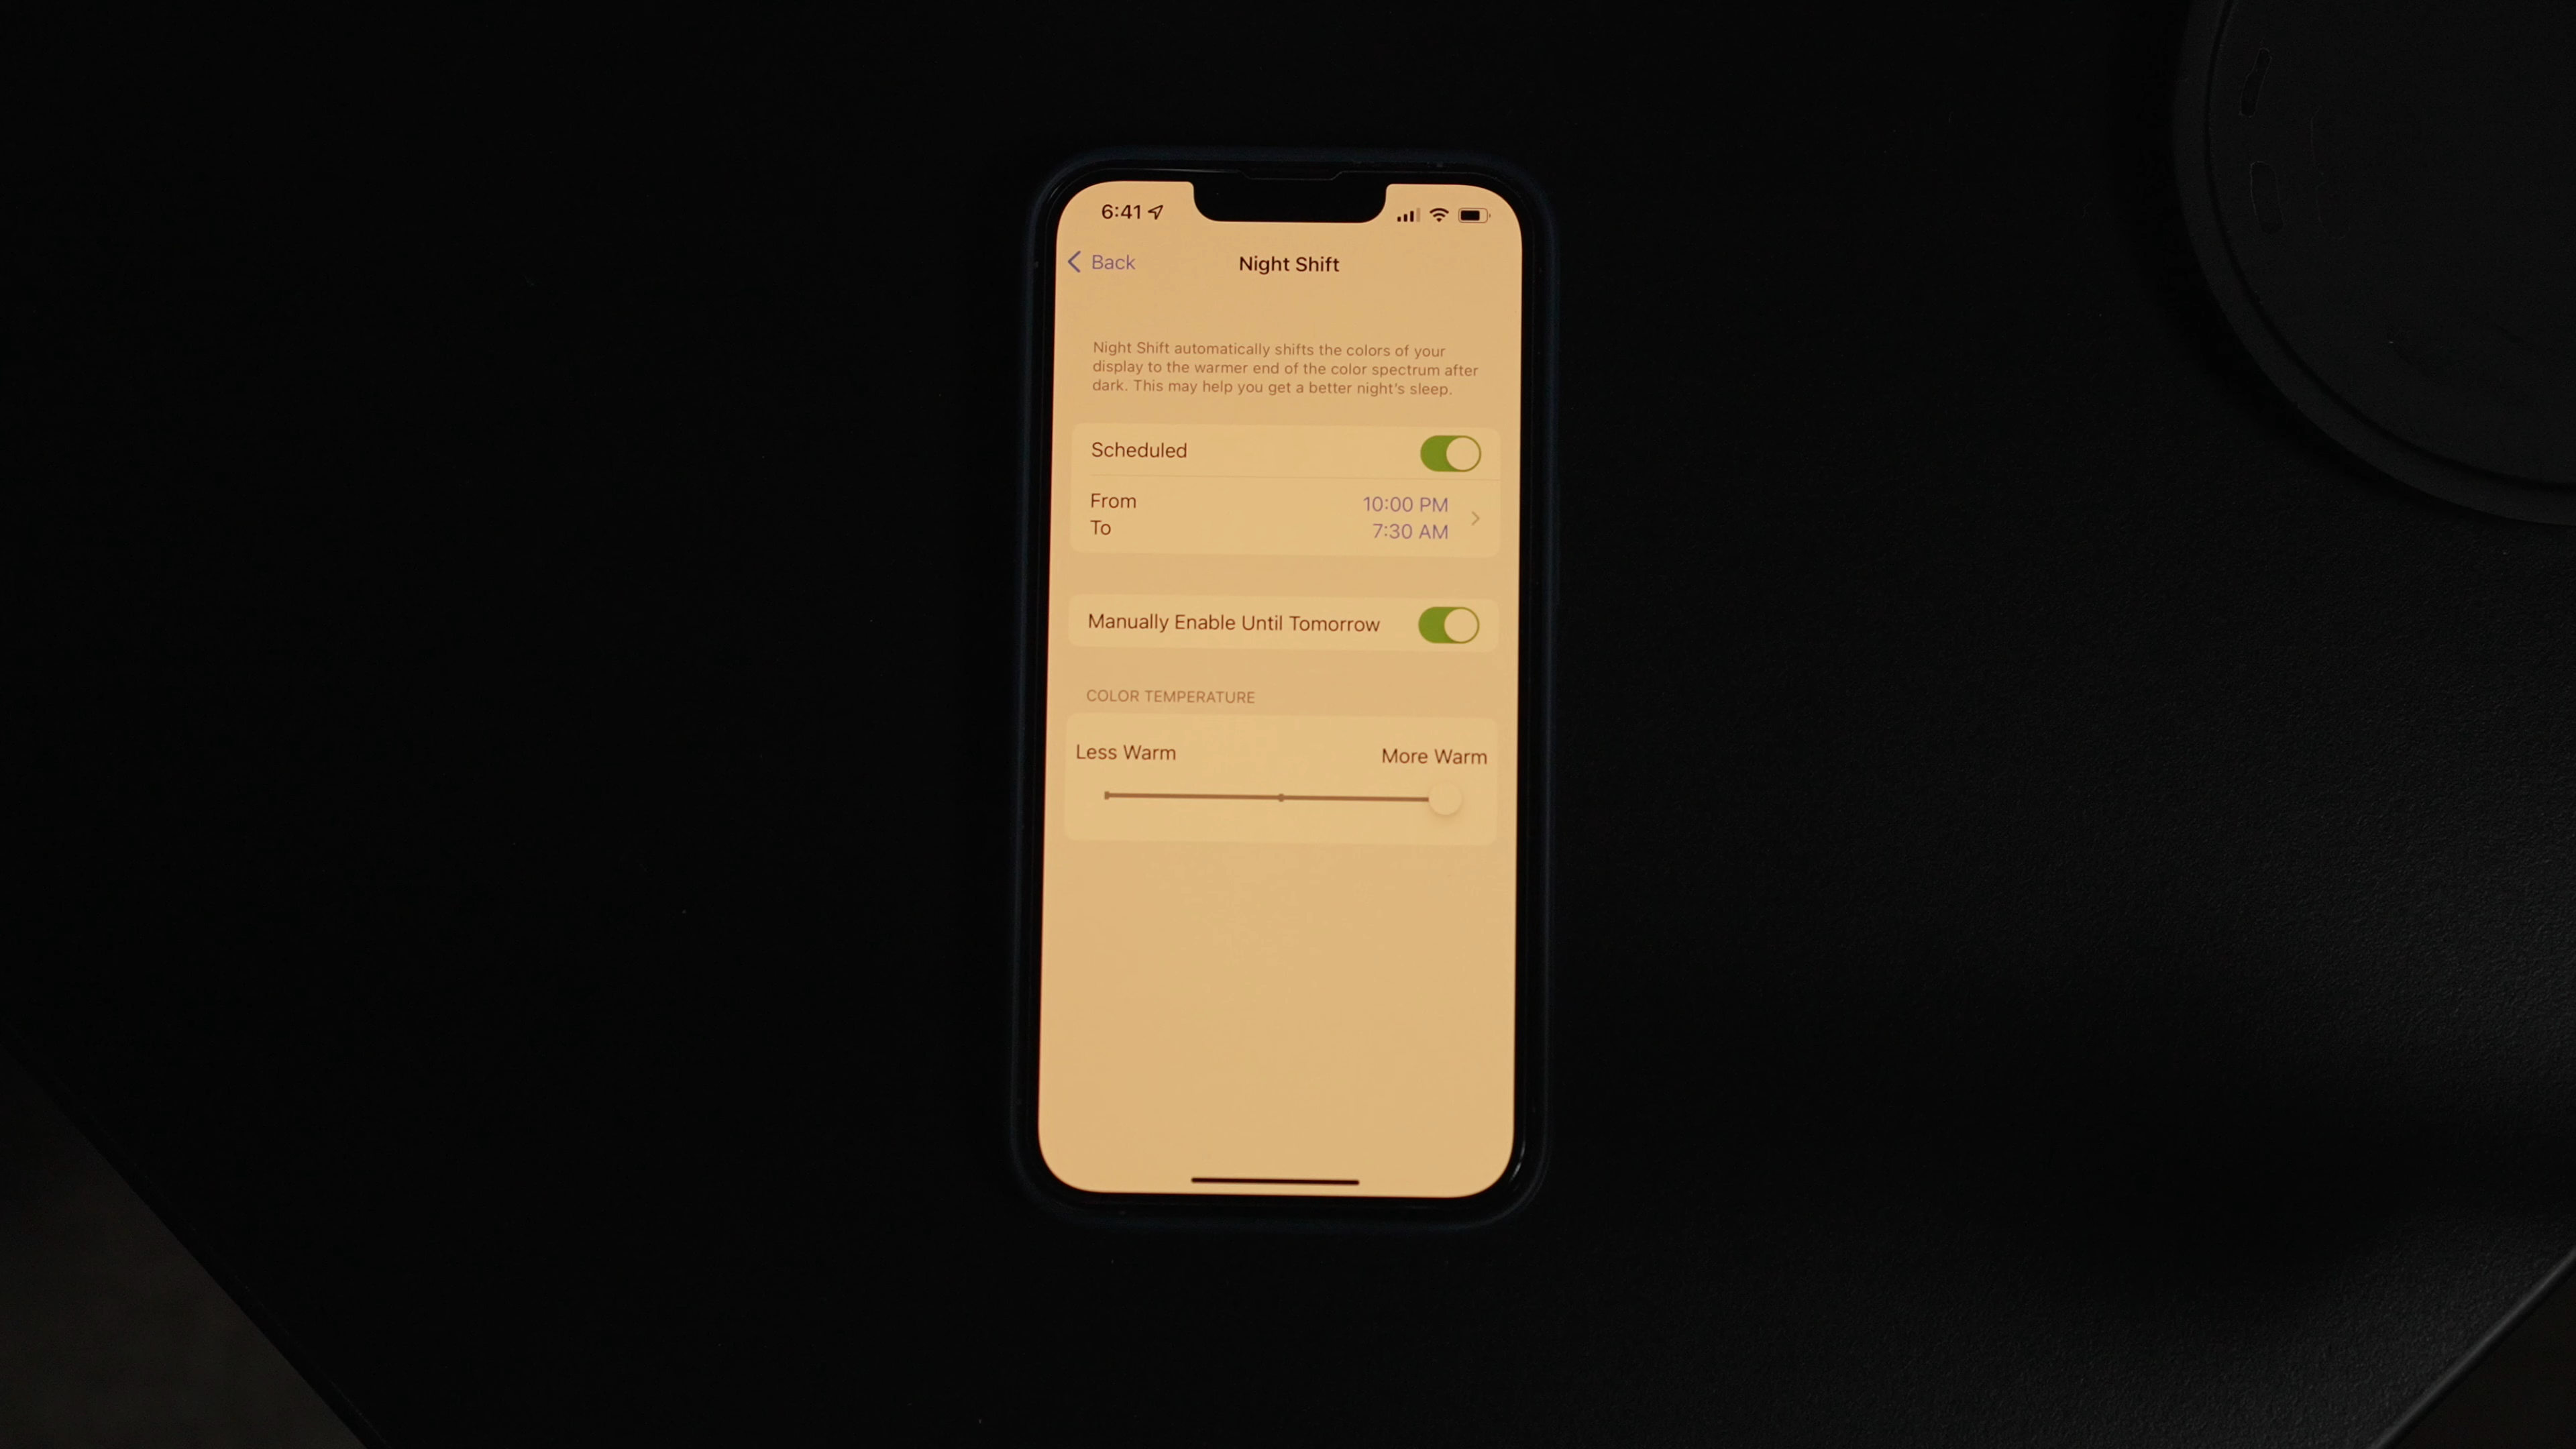 6:41
Back
Night Shift
Night Shift automatically shifts the colors of your
display to the warmer end of the color spectrum after
dark. This may help you get a better night's sleep.
Scheduled
From 10:00 PM
To 7:30 AM
Manually Enable Until Tomorrow
COLOR TEMPERATURE
Less Warm More Warm